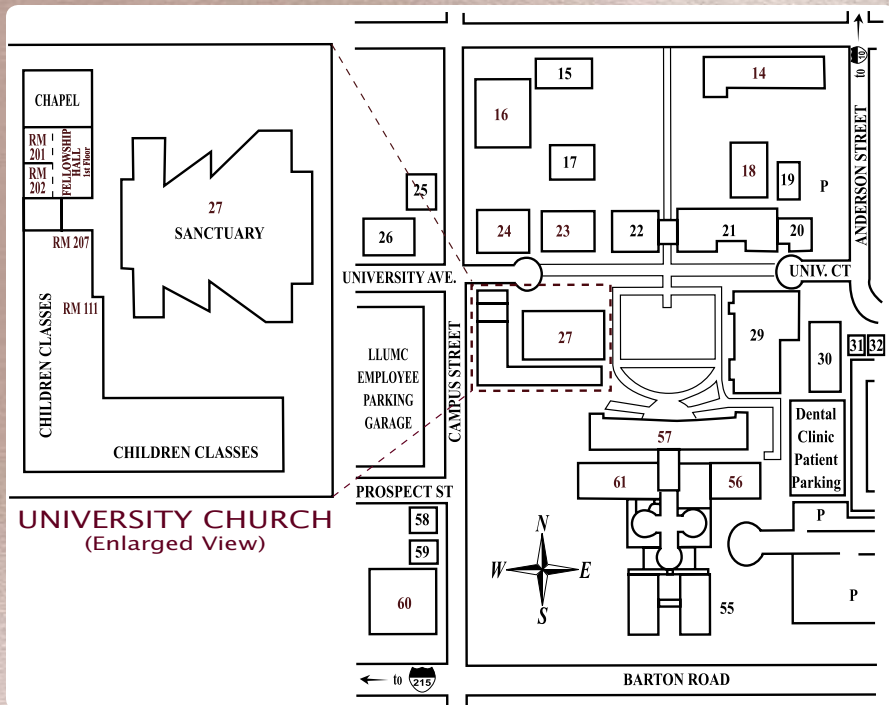 CHAPEL
RM
201
RM
202
FELLOWSHIP
HALL
1st Floor
27
SANCTUARY
RM 207
RM 111
CHILDREN CLASSES
CHILDREN CLASSES
UNIVERSITY CHURCH
(Enlarged View)
15
14
16
17
18
19
P
25
26
24
23
22
21
20
to 10
ANDERSON STREET
UNIVERSITY AVE.
UNIV. CT
CAMPUS STREET
LLUMC
EMPLOYEE
PARKING
GARAGE
27
29
30
31
32
Dental
Clinic
Patient
Parking
57
61
56
PROSPECT ST
58
59
60
N
W
E
S
P
P
55
to 215
BARTON ROAD